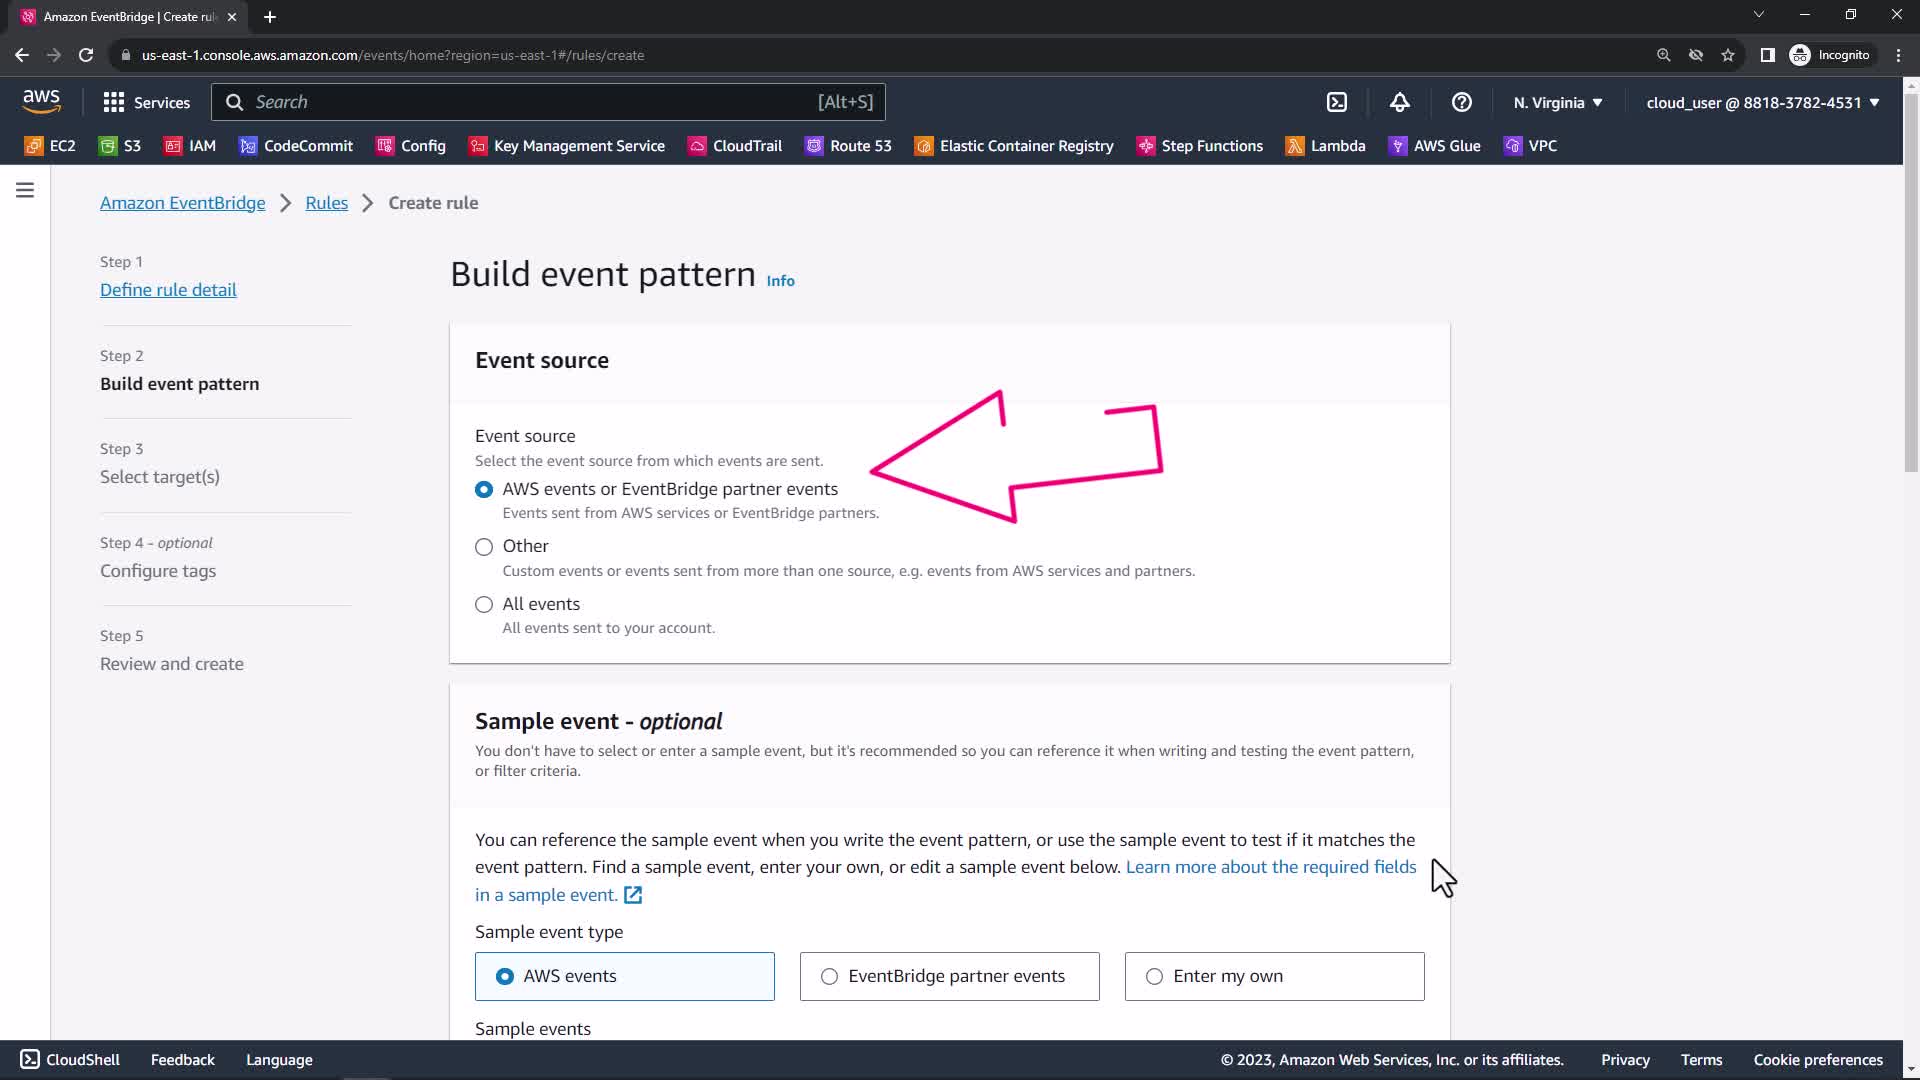 Amazon EventBridge | Create rul
us-east-1.console.aws.amazon.com/events/home?region=us-east-1#/rules/create
Incognito
aws
Services
Search
[Alt+S]
N. Virginia
cloud_user @ 8818-3782-4531
EC2
S3
IAM
CodeCommit
Config
Key Management Service
CloudTrail
Route 53
Elastic Container Registry
Step Functions
Lambda
AWS Glue
VPC
Amazon EventBridge > Rules > Create rule
Step 1
Define rule detail
Step 2
Build event pattern
Step 3
Select target(s)
Step 4 - optional
Configure tags
Step 5
Review and create
Build event pattern Info
Event source
Event source
Select the event source from which events are sent.
AWS events or EventBridge partner events
Events sent from AWS services or EventBridge partners.
Other
Custom events or events sent from more than one source, e.g. events from AWS services and partners.
All events
All events sent to your account.
Sample event - optional
You don't have to select or enter a sample event, but it's recommended so you can reference it when writing and testing the event pattern,
or filter criteria.
You can reference the sample event when you write the event pattern, or use the sample event to test if it matches the
event pattern. Find a sample event, enter your own, or edit a sample event below. Learn more about the required fields
in a sample event.
Sample event type
AWS events
EventBridge partner events
Enter my own
Sample events
CloudShell
Feedback
Language
© 2023, Amazon Web Services, Inc. or its affiliates.
Privacy
Terms
Cookie preferences